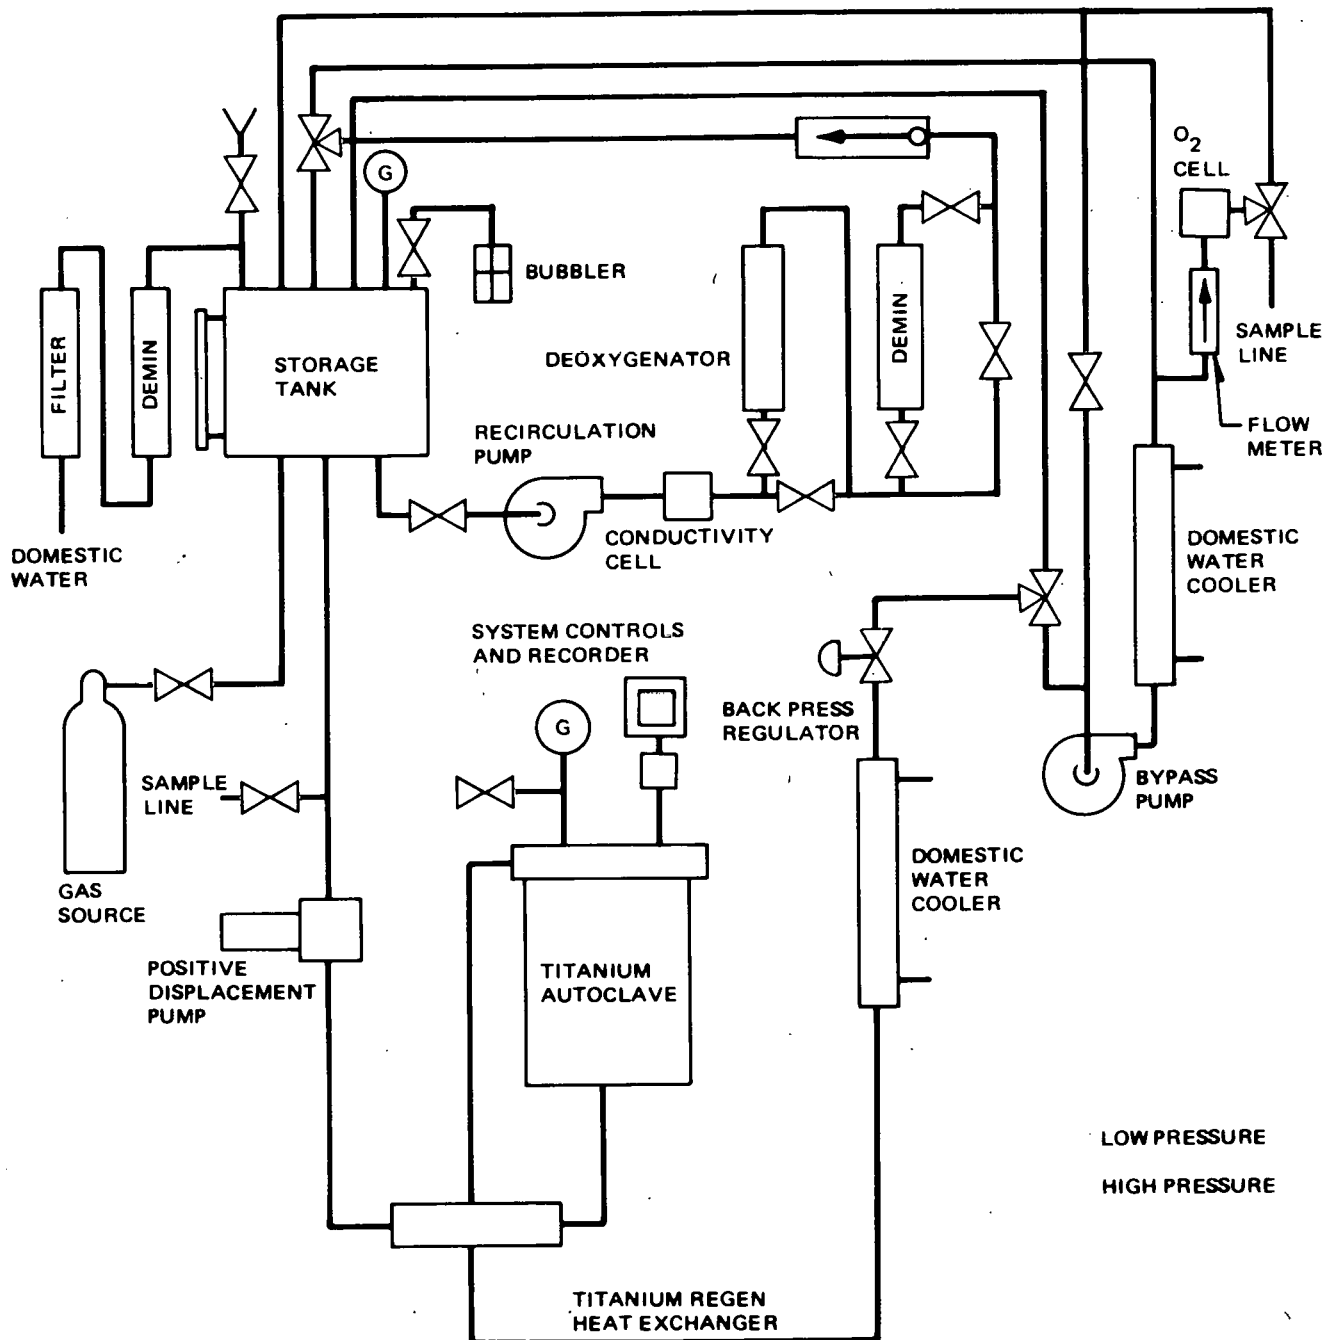 O2
CELL
G
BUBBLER
SAMPLE
LINE
FILTER
DEMIN
STORAGE
TANK
DEOXYGENATOR
DEMIN
FLOW
METER
RECIRCULATION
PUMP
CONDUCTIVITY
CELL
DOMESTIC
WATER
DOMESTIC
WATER
COOLER
SYSTEM CONTROLS
AND RECORDER
G
BACK PRESS
REGULATOR
SAMPLE
LINE
BYPASS
PUMP
GAS
SOURCE
DOMESTIC
WATER
COOLER
POSITIVE
DISPLACEMENT
PUMP
TITANIUM
AUTOCLAVE
LOW PRESSURE
HIGH PRESSURE
TITANIUM REGEN
HEAT EXCHANGER